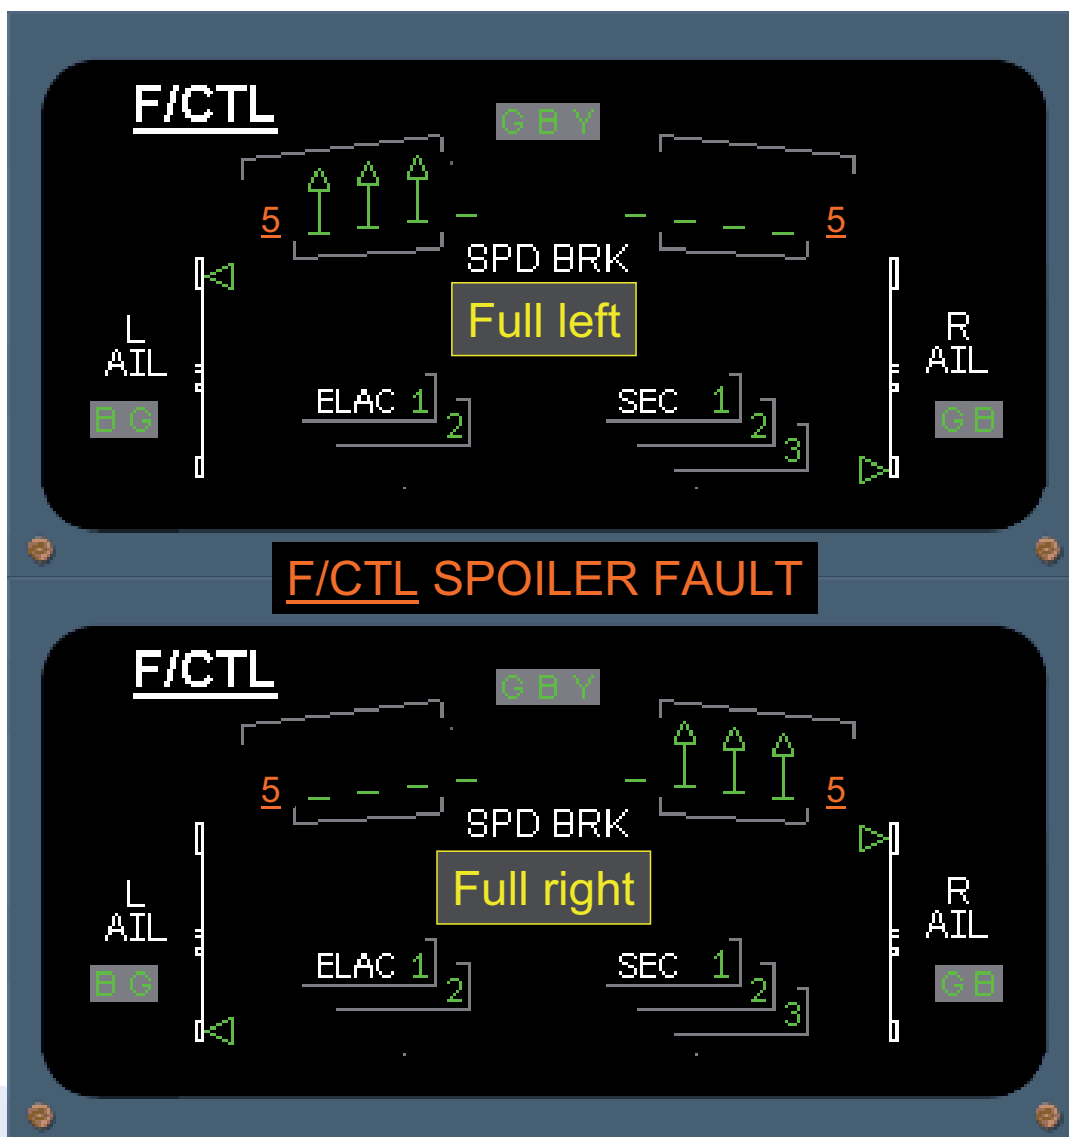 F/CTL
G B Y
5 5
SPD BRK
Full left
L
AIL
R
AIL
ELAC 1
2
SEC 1
2
3
B G
G B
F/CTL SPOILER FAULT
F/CTL
G B Y
5 5
SPD BRK
Full right
L
AIL
R
AIL
ELAC 1
2
SEC 1
2
3
B G
G B